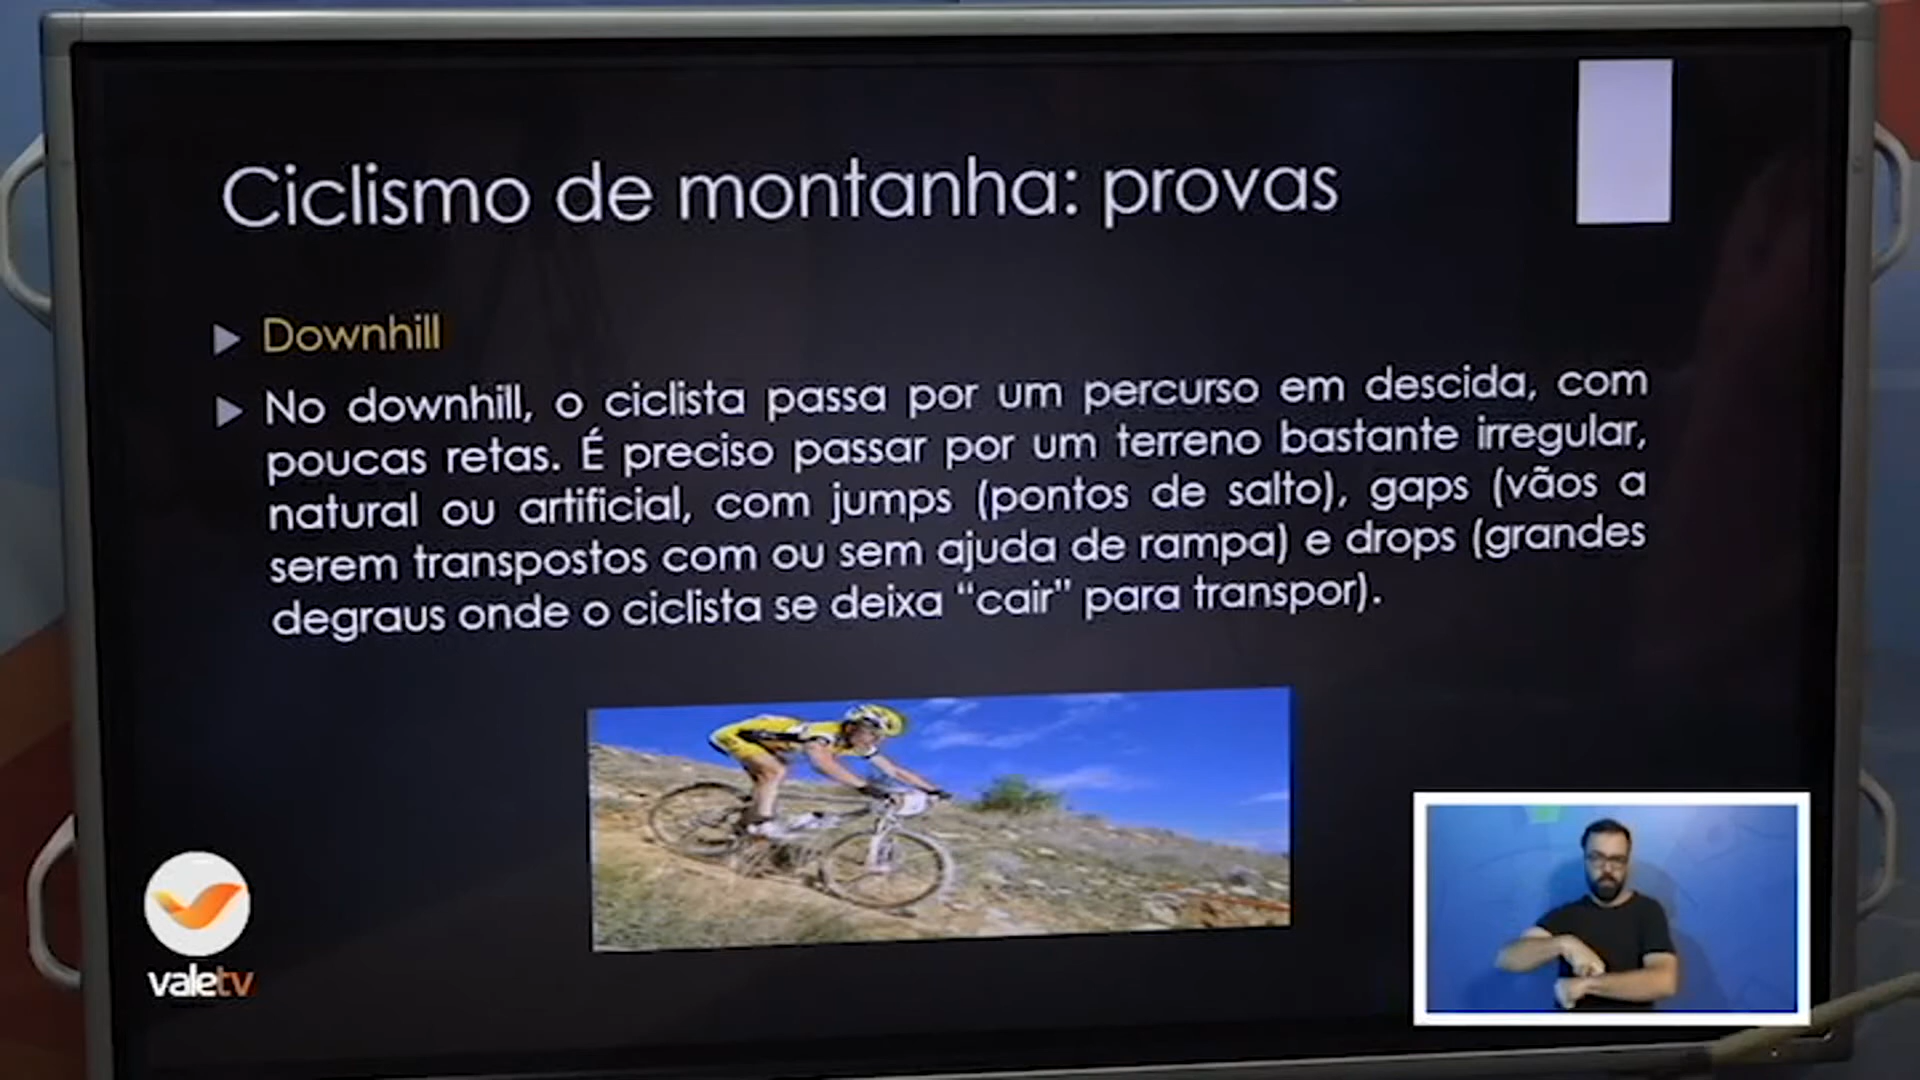 Ciclismo de montanha: provas
Downhill
No downhill, o ciclista passa por um percurso em descida, com
poucas retas. É preciso passar por um terreno bastante irregular,
natural ou artificial, com jumps (pontos de salto), gaps (vãos a
serem transpostos com ou sem ajuda de rampa) e drops (grandes
degraus onde o ciclista se deixa “cair” para transpor).
valetv